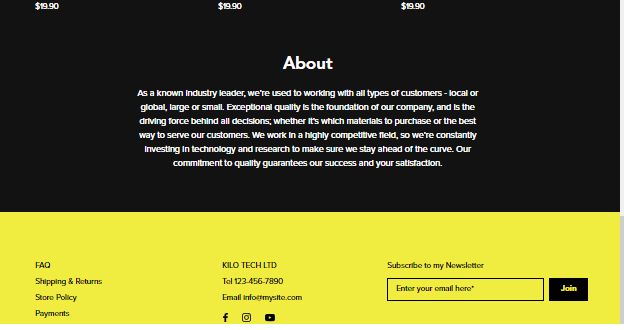 $19.90
$19.90
$19.90
About
As a known industry leader, we're used to working with all types of customers - local or
global, large or small. Exceptional quality is the foundation of our company, and is the
driving force behind all decisions; whether it's which materials to purchase or the best
way to serve our customers. We work in a highly competitive field, so we're constantly
investing in technology and research to make sure we stay ahead of the curve. Our
commitment to quality guarantees our success and your satisfaction.
FAQ
Shipping & Returns
Store Policy
Payments
KILO TECH LTD
Tel 123-456-7890
Email info@mysite.com
Subscribe to my Newsletter
Enter your email here*
Join